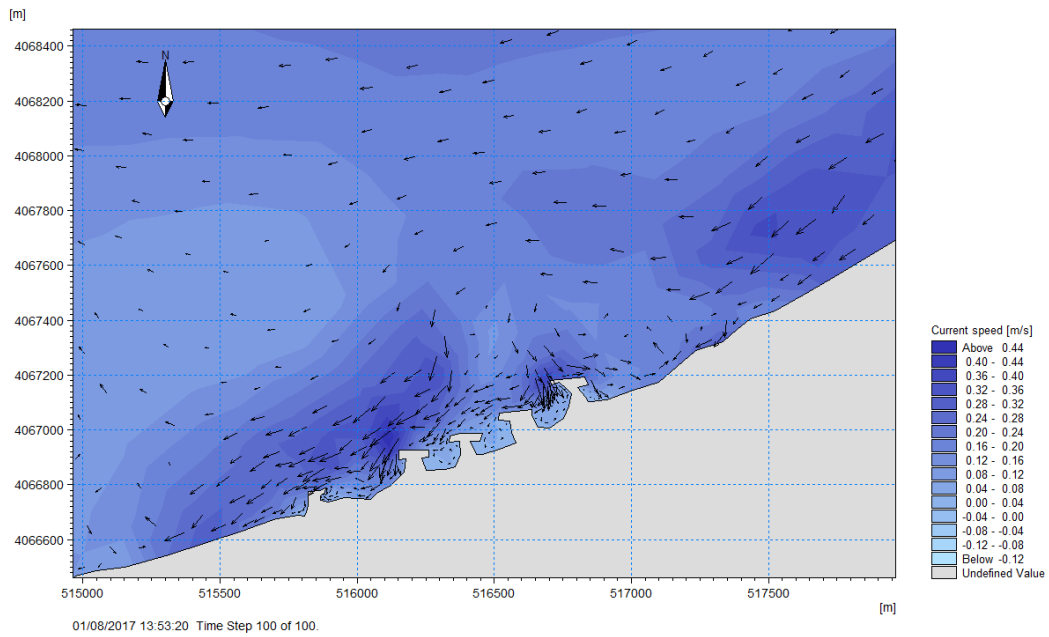 [m]
4068400
N
4068200
4068000
4067800
4067600
4067400
4067200
4067000
4066800
4066600
515000 515500 516000 516500 517000 517500
[m]
01/08/2017 13:53:20 Time Step 100 of 100.
Current speed [m/s]
Above 0.44
0.40 - 0.44
0.36 - 0.40
0.32 - 0.36
0.28 - 0.32
0.24 - 0.28
0.20 - 0.24
0.16 - 0.20
0.12 - 0.16
0.08 - 0.12
0.04 - 0.08
0.00 - 0.04
-0.04 - 0.00
-0.08 - -0.04
-0.12 - -0.08
Below -0.12
Undefined Value